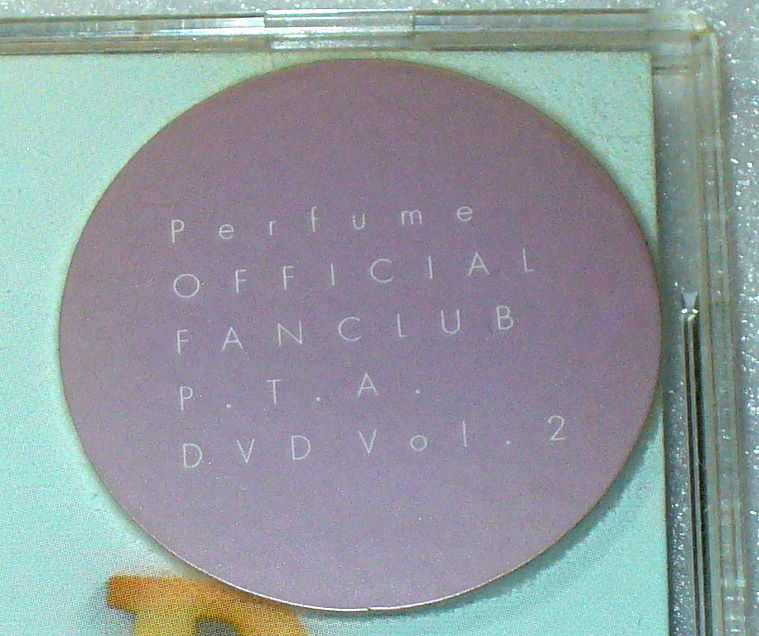 Perfume
OFFICIAL
FANCLUB
P.T.A.
DVD Vol.2